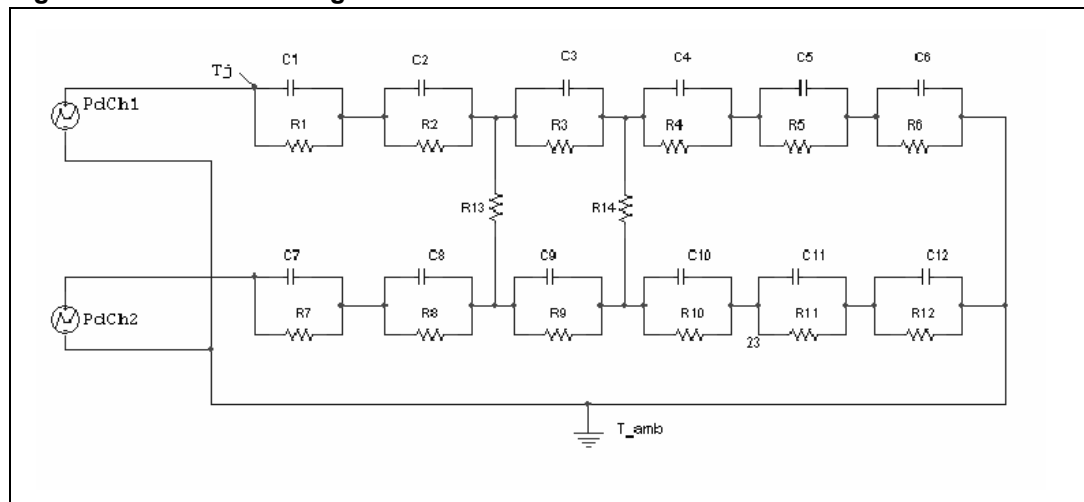 C1 C2 C3 C4 C5 C6
Tj
PdCh1
R1 R2 R3 R4 R5 R6
R13 R14
C7 C8 C9 C10 C11 C12
PdCh2
R7 R8 R9 R10 R11 R12
23
T_amb